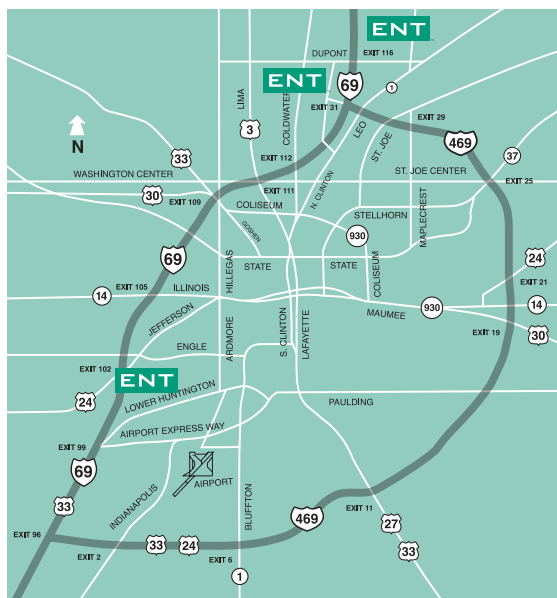 ENT
DUPONT
EXIT 116
ENT
69
1
LIMA
COLDWATER
EXIT 31
EXIT 29
LEO
ST. JOE
3
469
N
33
EXIT 112
37
WASHINGTON CENTER
ST. JOE CENTER
EXIT 25
30
EXIT 109
EXIT 111
N. CLINTON
COLISEUM
STELLHORN
MAPLECREST
GOSHEN
930
69
HILLEGAS
STATE
STATE
COLISEUM
24
EXIT 105
ILLINOIS
EXIT 21
14
930
14
MAUMEE
JEFFERSON
EXIT 19
30
ENGLE
ARDMORE
S. CLINTON
LAFAYETTE
EXIT 102
ENT
24
LOWER HUNTINGTON
PAULDING
AIRPORT EXPRESS WAY
EXIT 99
69
AIRPORT
INDIANAPOLIS
BLUFFTON
33
EXIT 11
469
27
EXIT 96
33
24
33
EXIT 2
EXIT 6
1